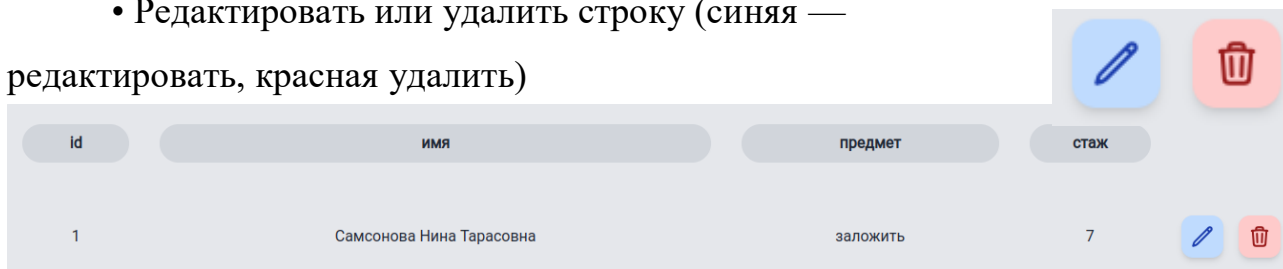 • Редактировать или удалить строку (синяя —
редактировать, красная удалить)
id имя предмет стаж
1 Самсонова Нина Тарасовна заложить 7